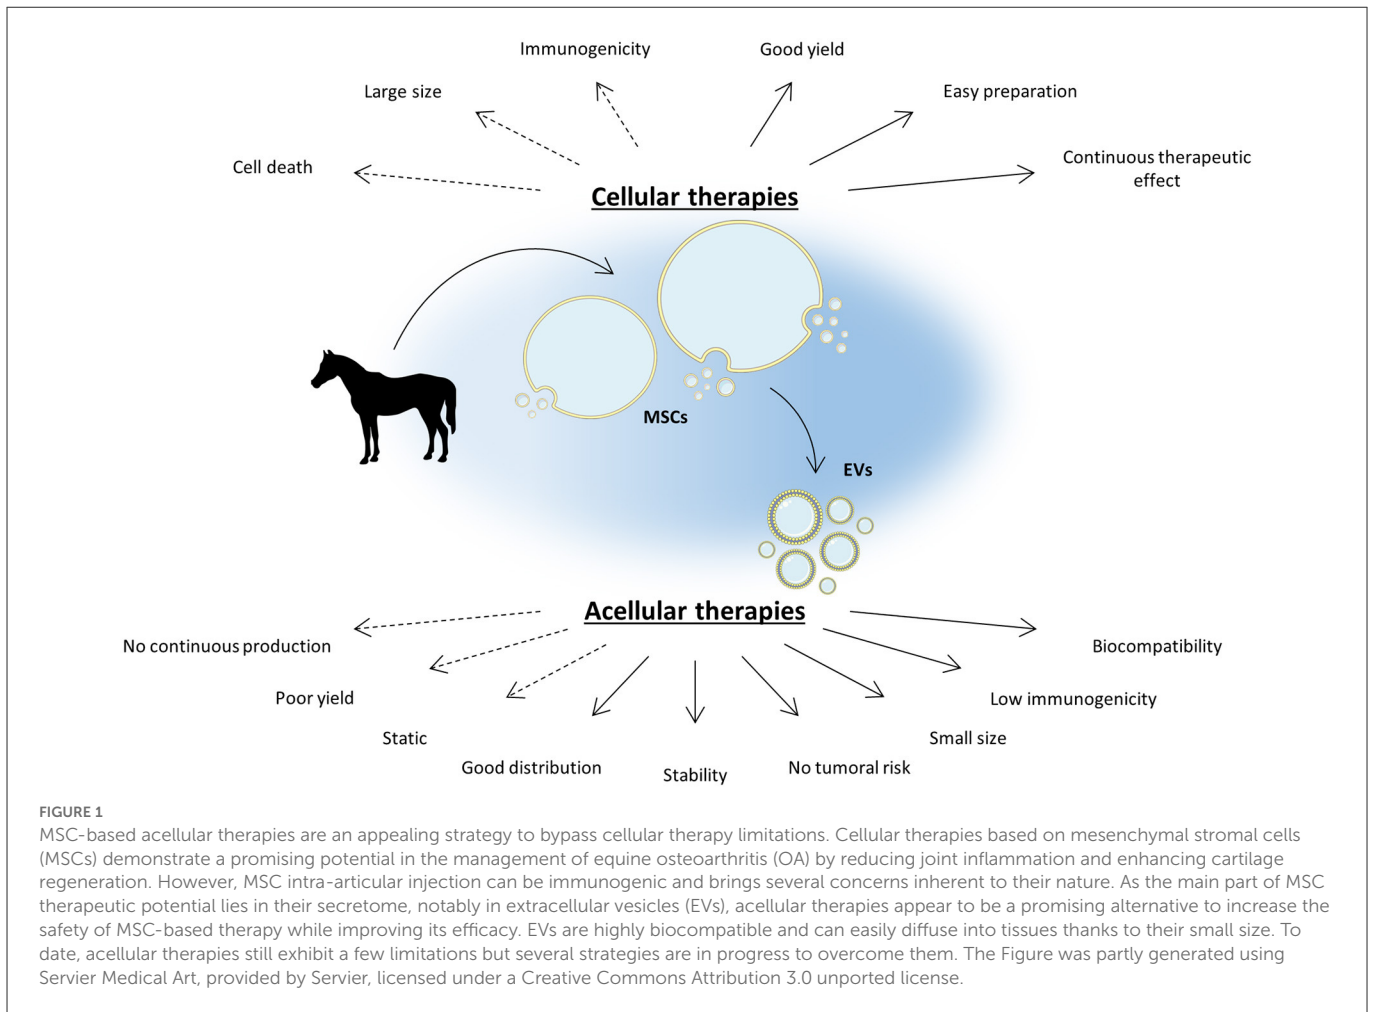 Immunogenicity
Good yield
Large size
Easy preparation
Cell death
Continuous therapeutic
effect
Cellular therapies
MSCs
EVs
Acellular therapies
No continuous production
Biocompatibility
Poor yield
Low immunogenicity
Static
Small size
Good distribution
Stability
No tumoral risk
FIGURE 1
MSC-based acellular therapies are an appealing strategy to bypass cellular therapy limitations. Cellular therapies based on mesenchymal stromal cells
(MSCs) demonstrate a promising potential in the management of equine osteoarthritis (OA) by reducing joint inflammation and enhancing cartilage
regeneration. However, MSC intra-articular injection can be immunogenic and brings several concerns inherent to their nature. As the main part of MSC
therapeutic potential lies in their secretome, notably in extracellular vesicles (EVs), acellular therapies appear to be a promising alternative to increase the
safety of MSC-based therapy while improving its efficacy. EVs are highly biocompatible and can easily diffuse into tissues thanks to their small size. To
date, acellular therapies still exhibit a few limitations but several strategies are in progress to overcome them. The Figure was partly generated using
Servier Medical Art, provided by Servier, licensed under a Creative Commons Attribution 3.0 unported license.